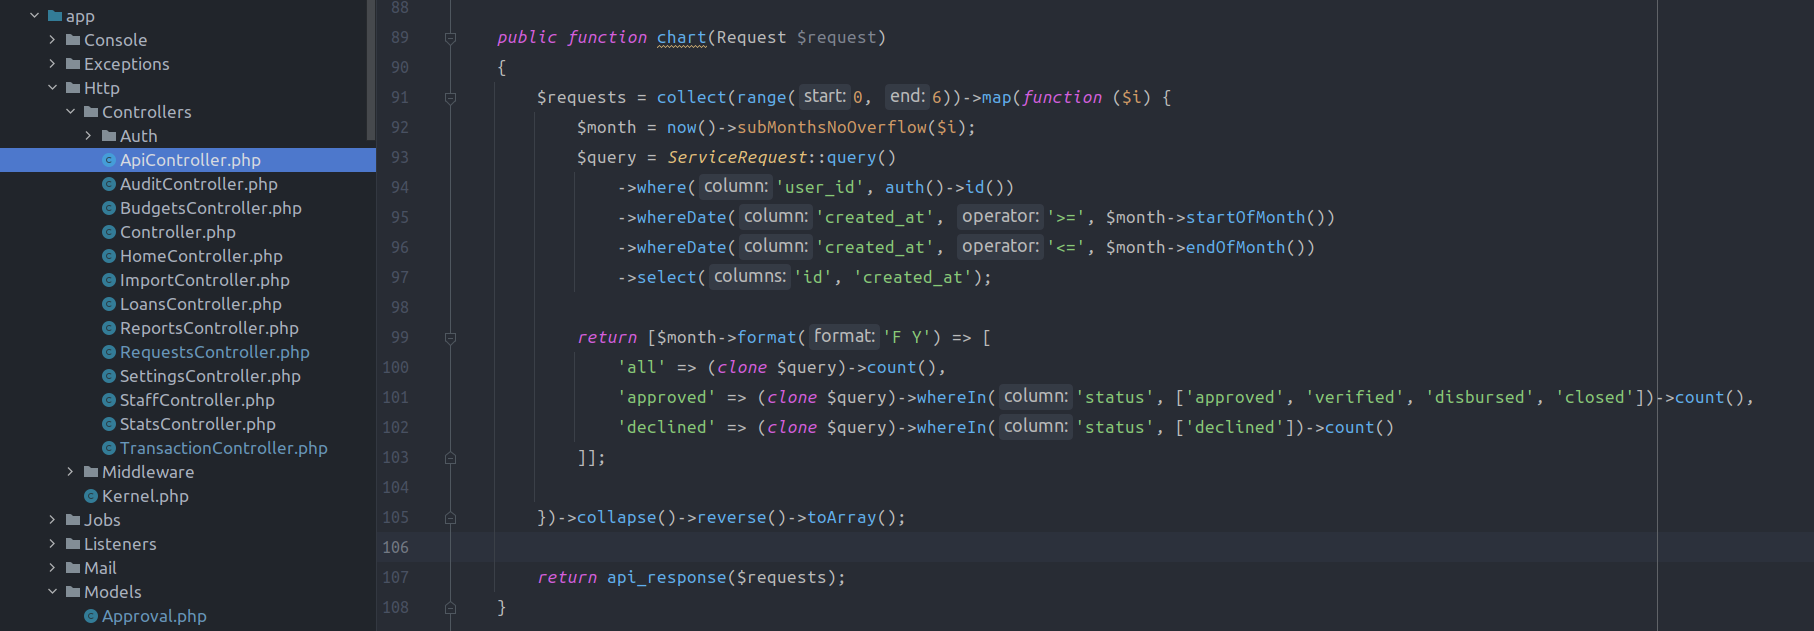 app
Console
Exceptions
Http
Controllers
Auth
ApiController.php
AuditController.php
BudgetsController.php
Controller.php
HomeController.php
ImportController.php
LoansController.php
ReportsController.php
RequestsController.php
SettingsController.php
StaffController.php
StatsController.php
TransactionController.php
Middleware
Kernel.php
Jobs
Listeners
Mail
Models
Approval.php
88
89 public function chart(Request $request)
90 {
91 $requests = collect(range( start: 0, end: 6))->map(function ($i) {
92 $month = now()->subMonthsNoOverflow($i);
93 $query = ServiceRequest::query()
94 ->where( column: 'user_id', auth()->id())
95 ->whereDate( column: 'created_at', operator: '>=', $month->startOfMonth())
96 ->whereDate( column: 'created_at', operator: '<=', $month->endOfMonth())
97 ->select( columns: 'id', 'created_at');
98
99 return [$month->format( format: 'F Y') => [
100 'all' => (clone $query)->count(),
101 'approved' => (clone $query)->whereIn( column: 'status', ['approved', 'verified', 'disbursed', 'closed'])->count(),
102 'declined' => (clone $query)->whereIn( column: 'status', ['declined'])->count()
103 ]];
104
105 })->collapse()->reverse()->toArray();
106
107 return api_response($requests);
108 }